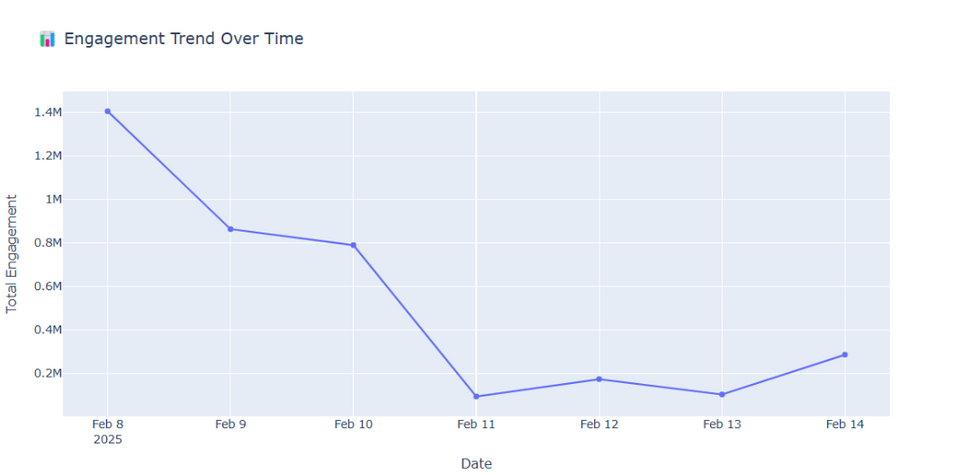 📊 Engagement Trend Over Time
1.4M
1.2M
1M
0.8M
0.6M
0.4M
0.2M
Total Engagement
Feb 8
2025
Feb 9
Feb 10
Feb 11
Feb 12
Feb 13
Feb 14
Date